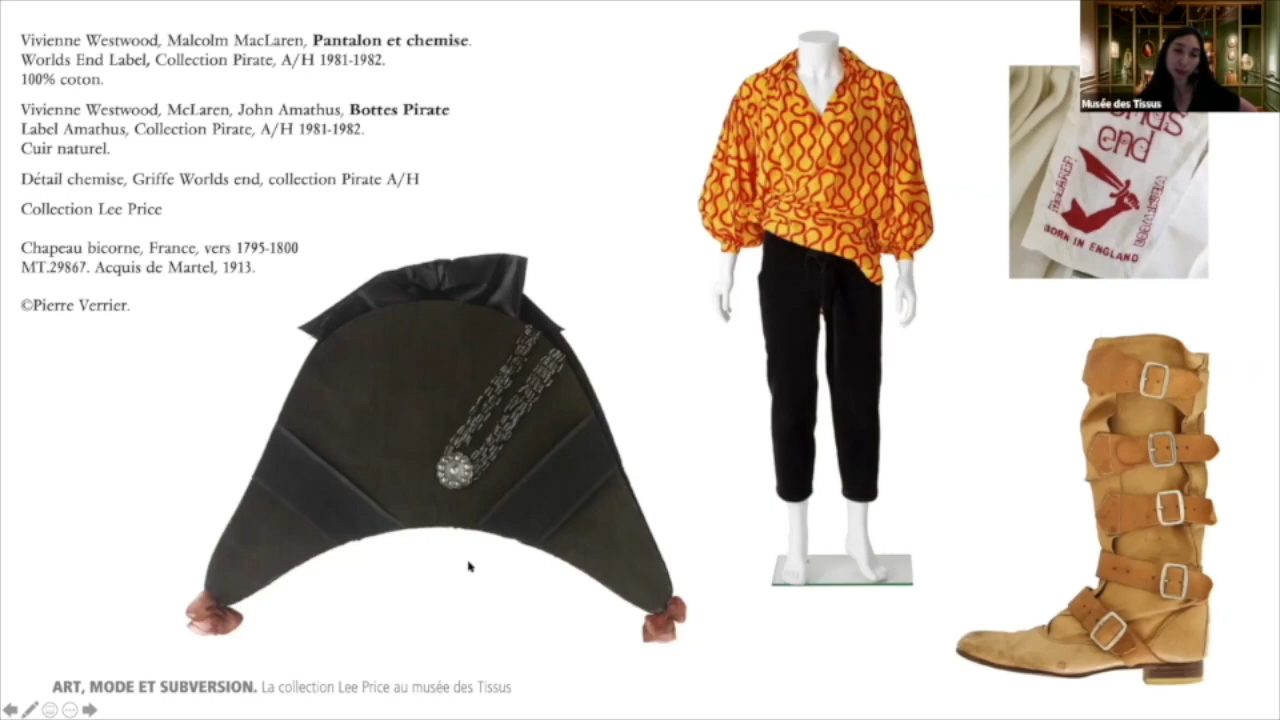 Vivienne Westwood, Malcolm MacLaren, Pantalon et chemise.
Worlds End Label, Collection Pirate, A/H 1981-1982.
100% coton.
Vivienne Westwood, McLaren, John Amathus, Bottes Pirate
Label Amathus, Collection Pirate, A/H 1981-1982.
Cuir naturel.
Détail chemise, Griffe Worlds end, collection Pirate A/H
Collection Lee Price
Chapeau bicorne, France, vers 1795-1800
MT.29867. Acquis de Martel, 1913.
©Pierre Verrier.
Musée des Tissus
end
McLAREN
BORN IN ENGLAND
ART, MODE ET SUBVERSION. La collection Lee Price au musée des Tissus